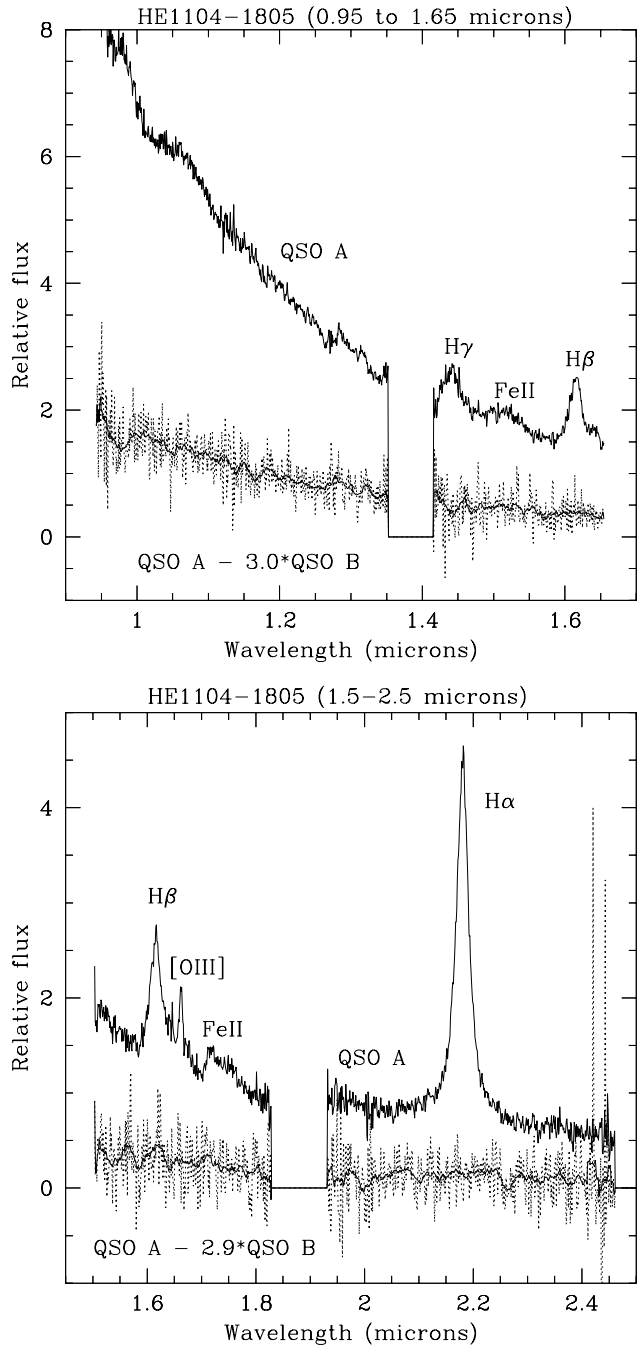 HE1104−1805 (0.95 to 1.65 microns)
8
6
4
2
0
Relative flux
QSO A
Hγ
FeII
Hβ
QSO A − 3.0*QSO B
1
1.2
1.4
1.6
Wavelength (microns)
HE1104−1805 (1.5−2.5 microns)
4
2
0
Relative flux
Hα
Hβ
[OIII]
FeII
QSO A
QSO A − 2.9*QSO B
1.6
1.8
2
2.2
2.4
Wavelength (microns)